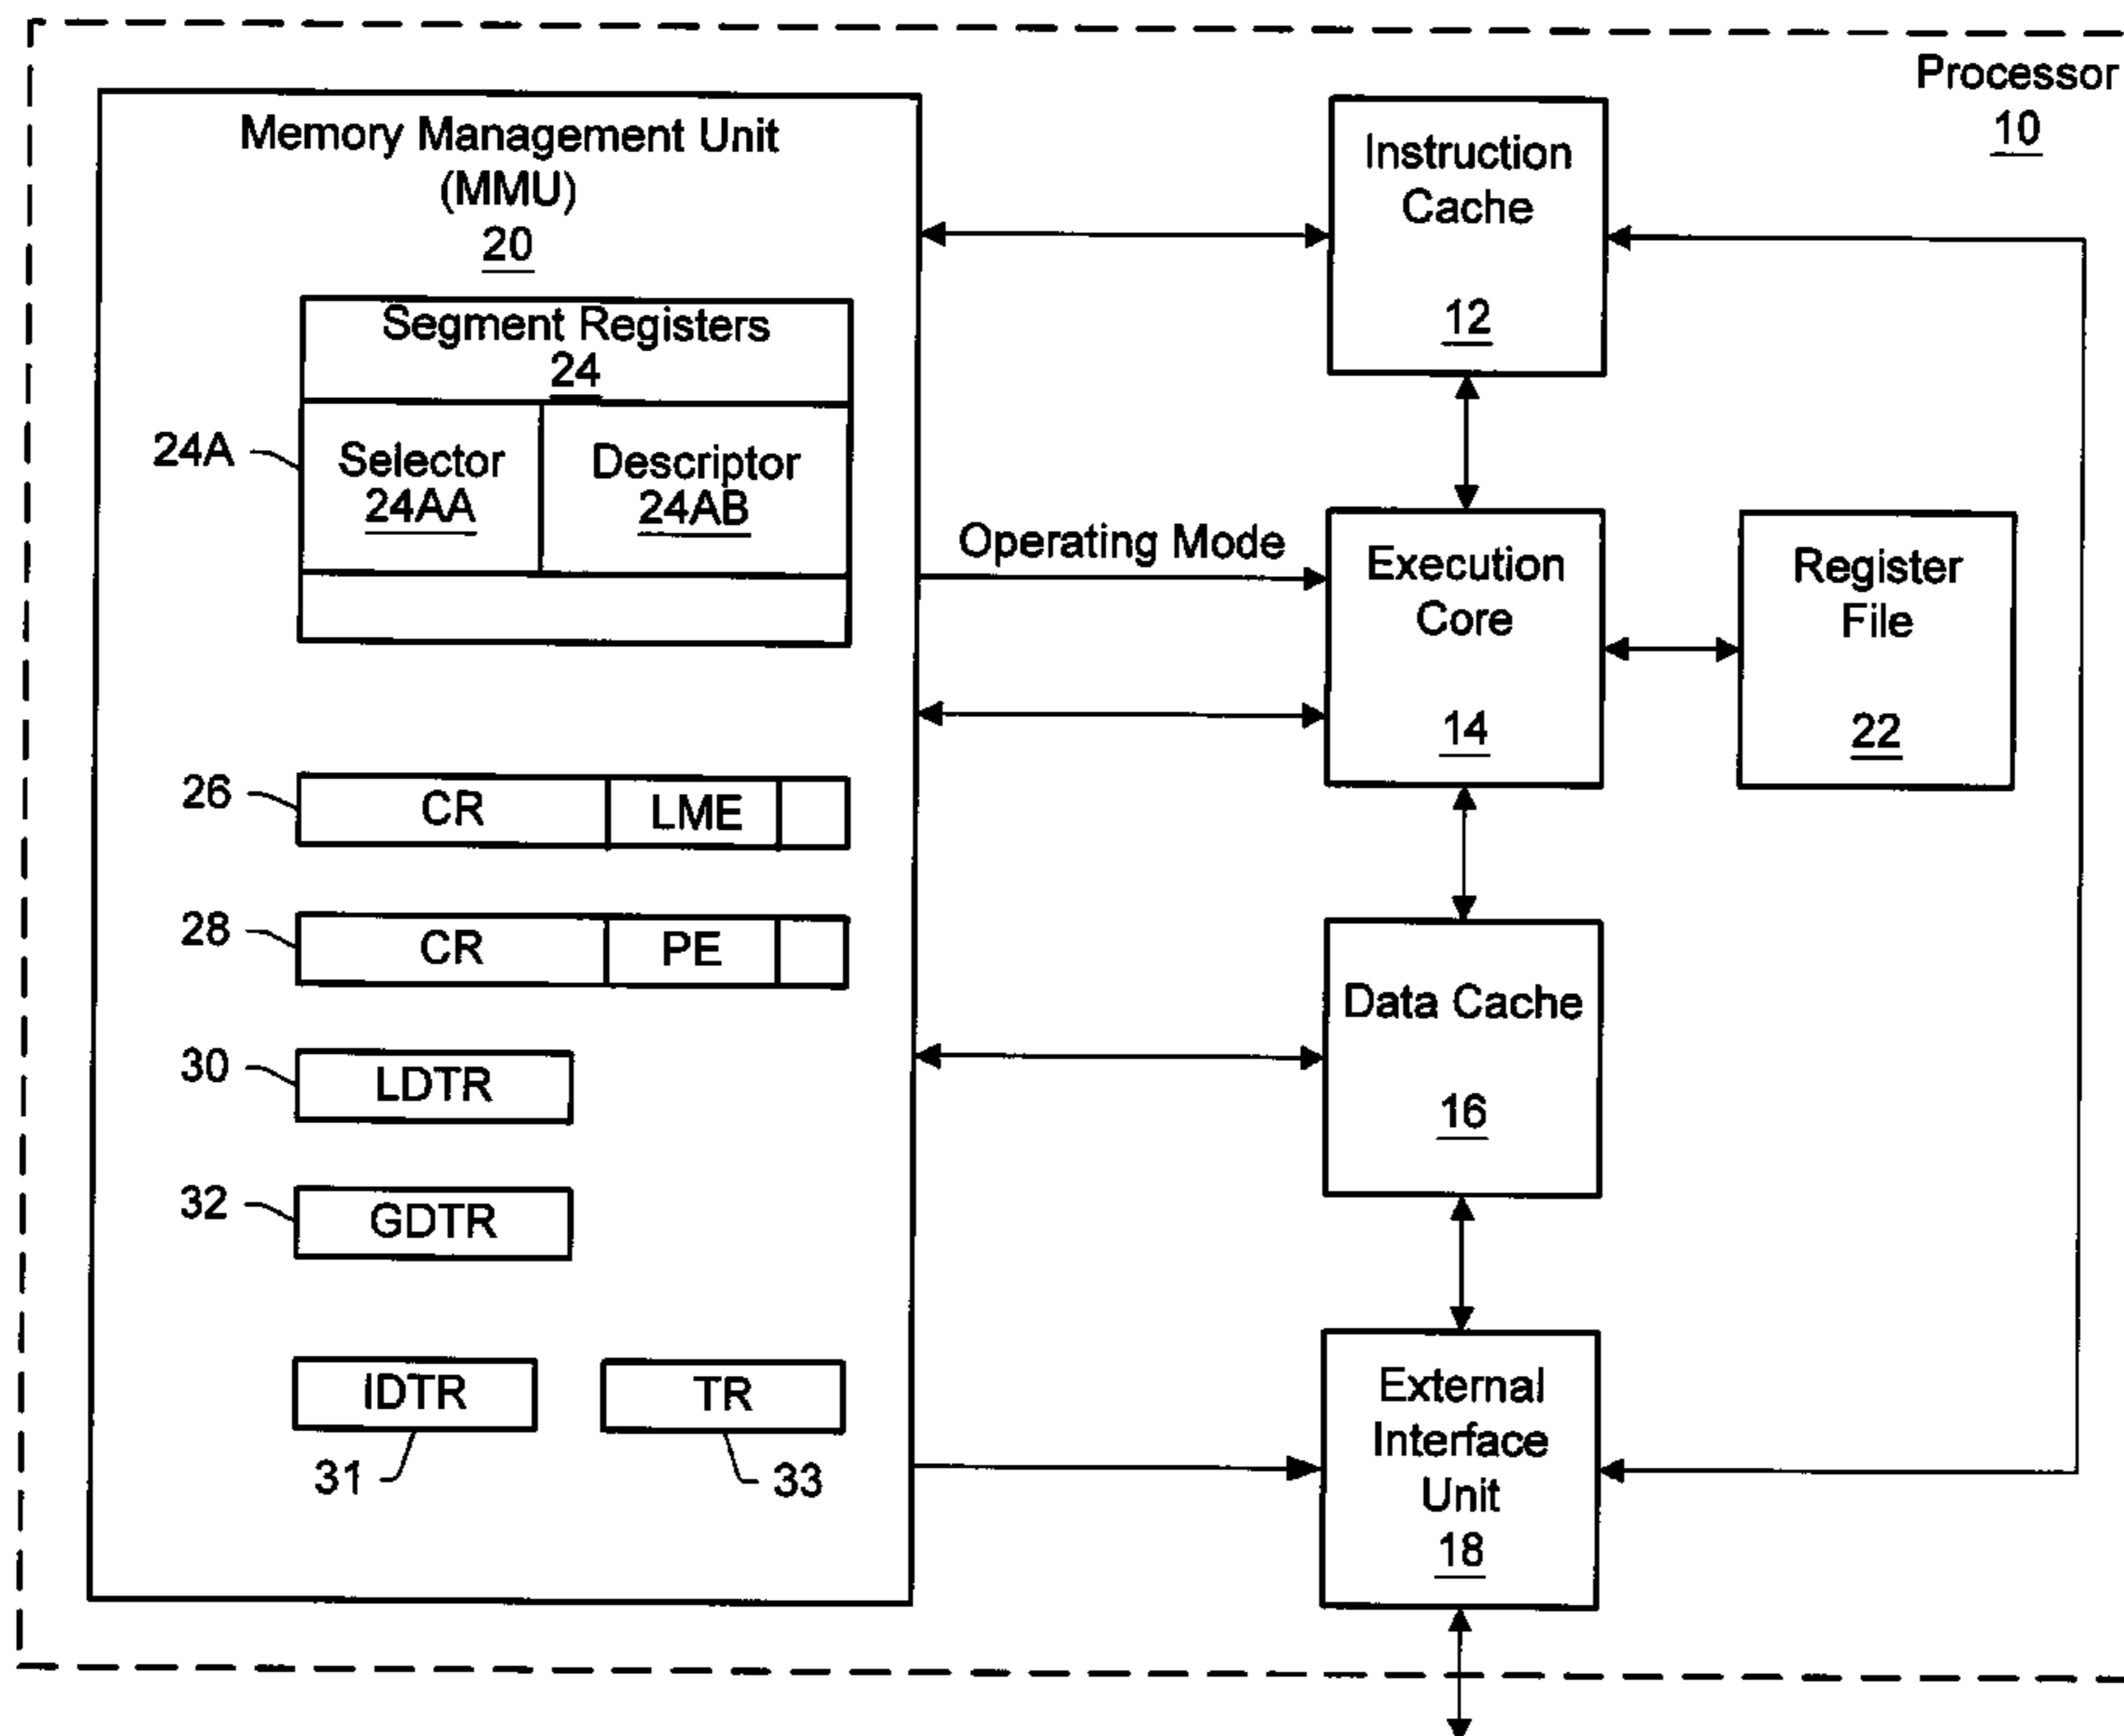 Processor
10
Memory Management Unit
(MMU)
20
Segment Registers
24
24A
Selector
24AA
Descriptor
24AB
26
CR
LME
28
CR
PE
30
LDTR
32
GDTR
IDTR
31
TR
33
Operating Mode
Instruction
Cache
12
Execution
Core
14
Register
File
22
Data Cache
16
External
Interface
Unit
18